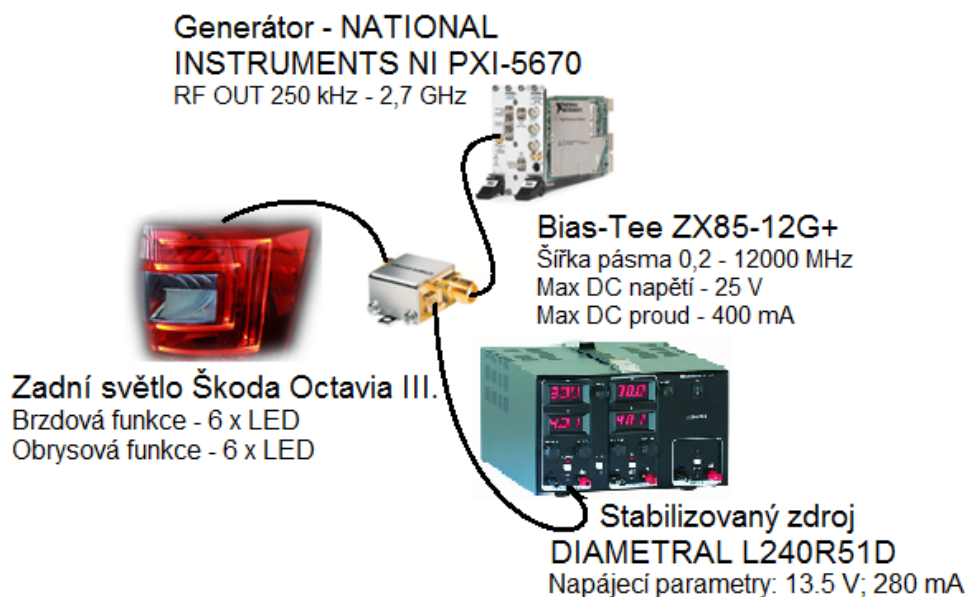 Generátor - NATIONAL
INSTRUMENTS NI PXI-5670
RF OUT 250 kHz - 2,7 GHz
Bias-Tee ZX85-12G+
Šířka pásma 0,2 - 12000 MHz
Max DC napětí - 25 V
Max DC proud - 400 mA
Zadní světlo Škoda Octavia III.
Brzdová funkce - 6 x LED
Obrysová funkce - 6 x LED
Stabilizovaný zdroj
DIAMETRAL L240R51D
Napájecí parametry: 13.5 V; 280 mA